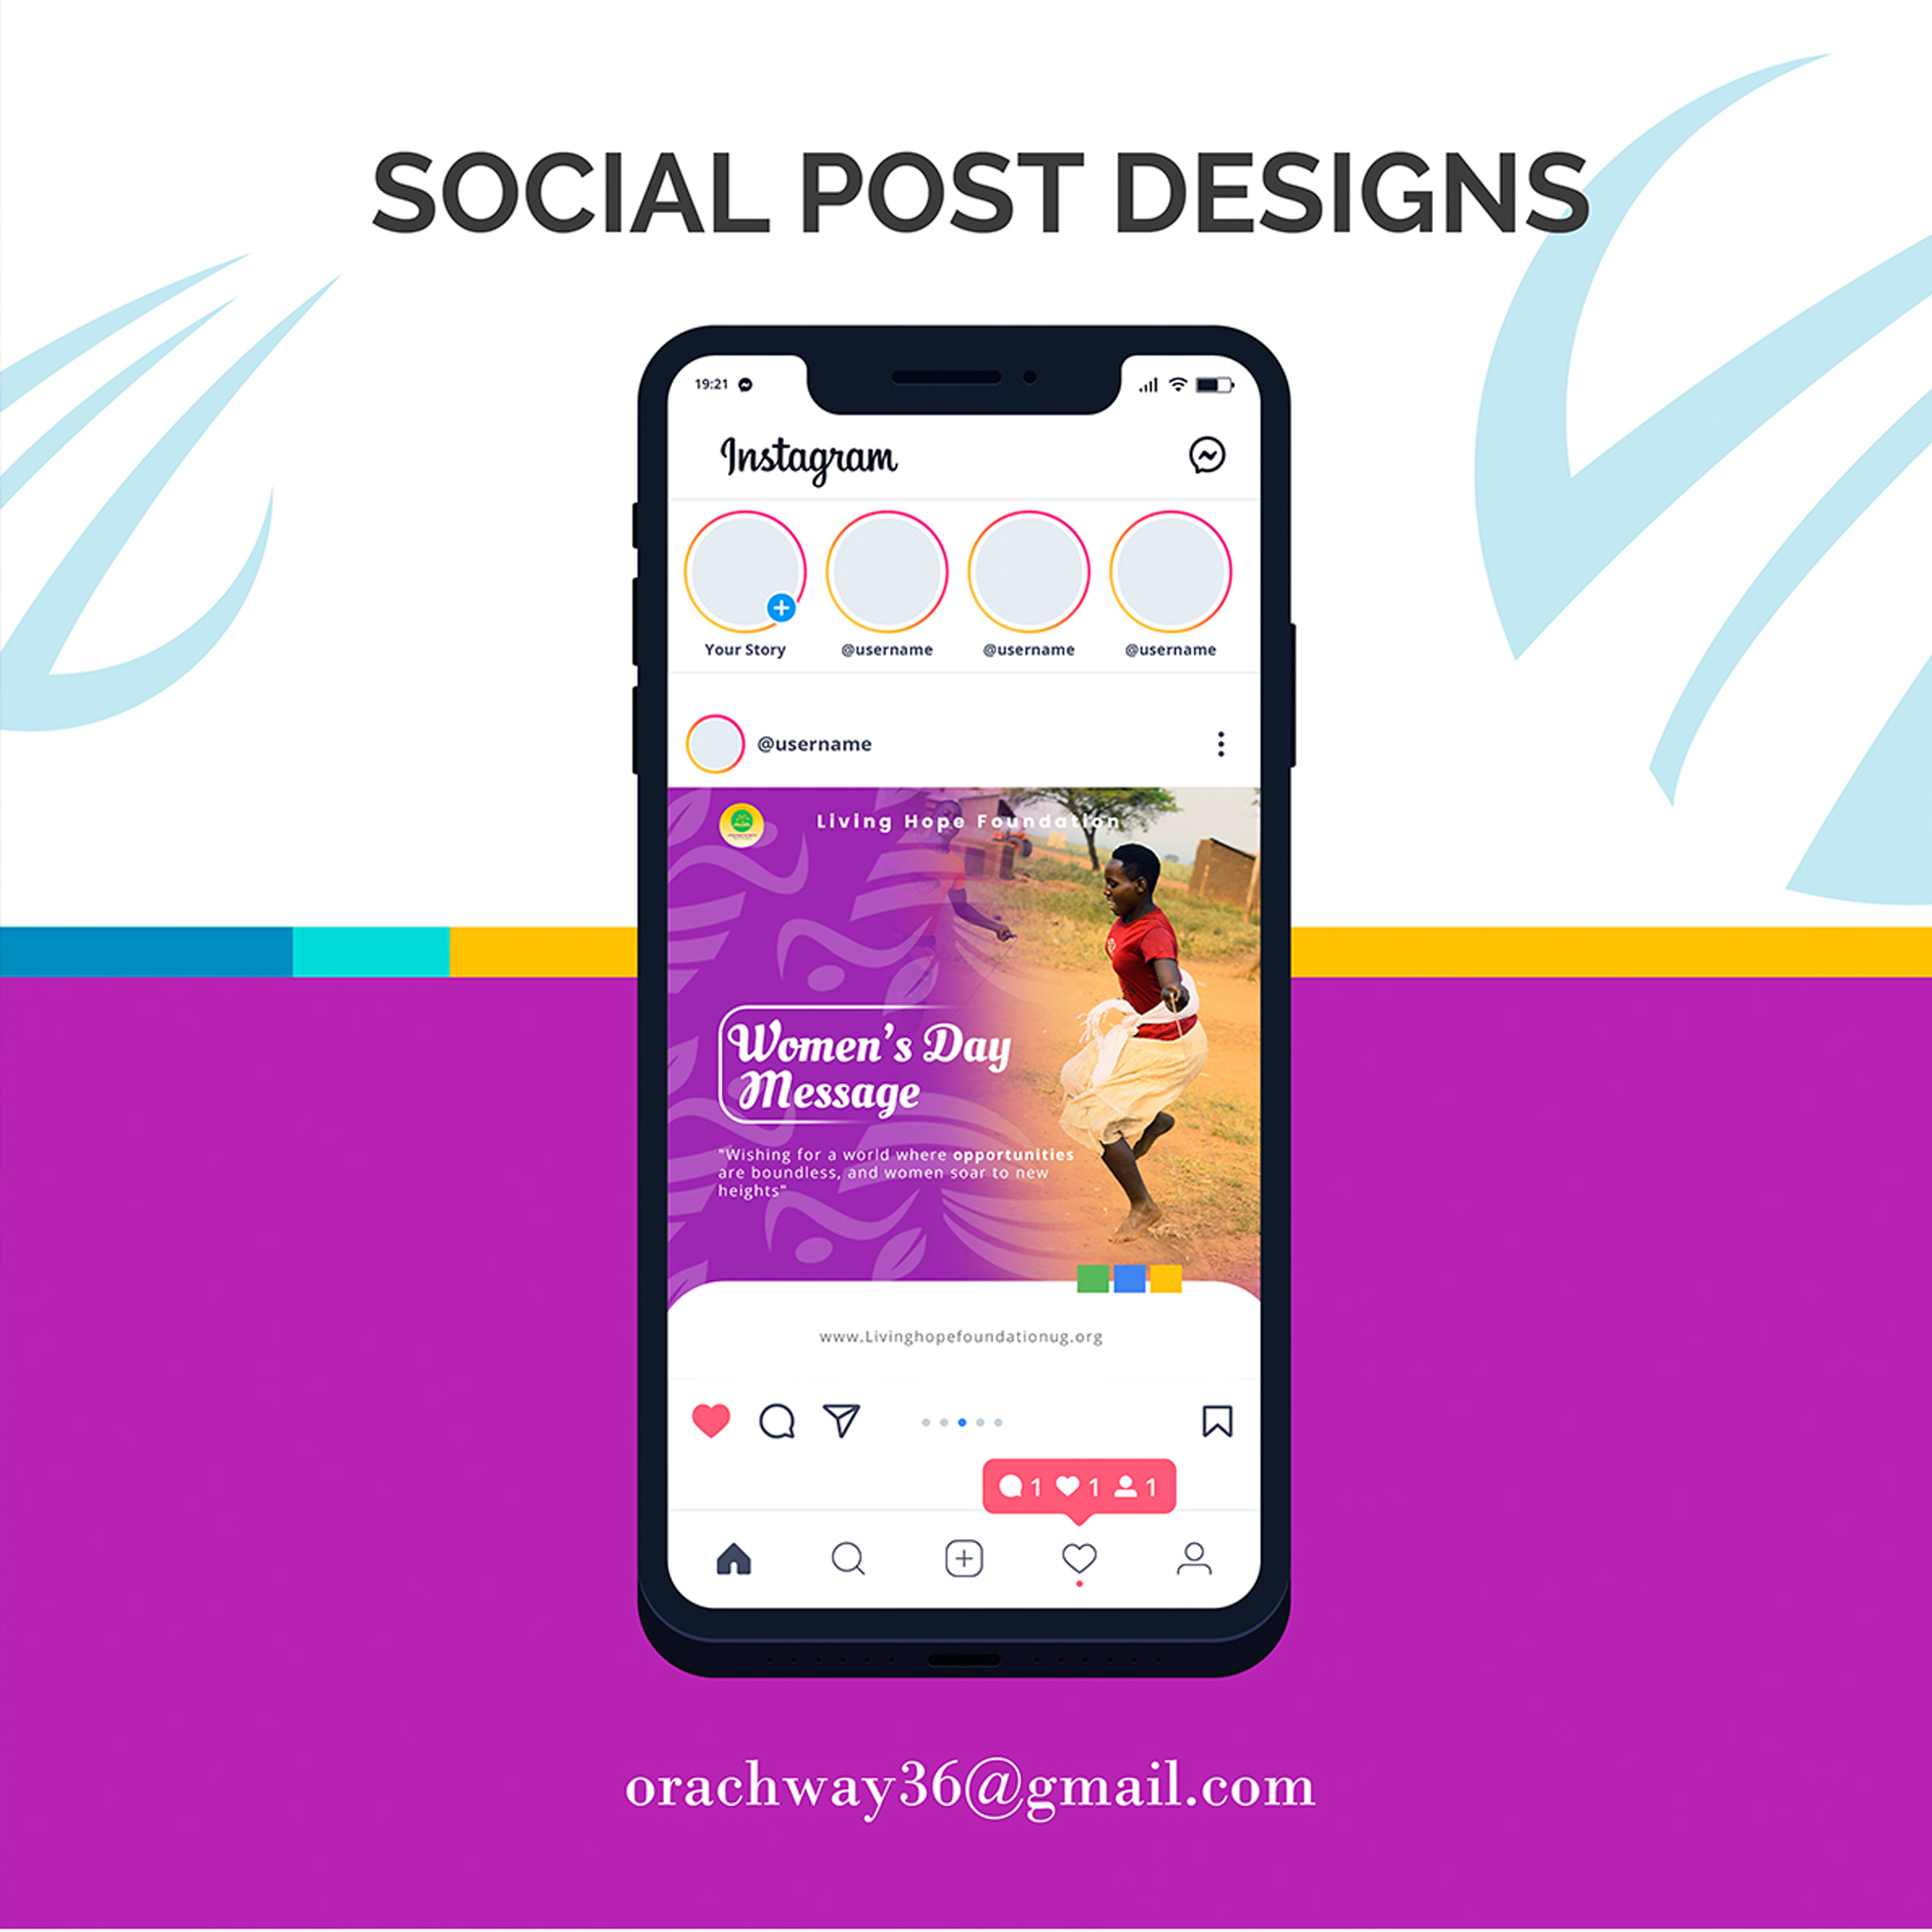 SOCIAL POST DESIGNS
19:21
Instagram
Your Story
@username
@username
@username
@username
Living Hope Foundation
Women's Day
Message
"Wishing for a world where opportunities
are boundless, and women soar to new
heights"
www.Livinghopefoundationug.org
1 1 1
orachway36@gmail.com